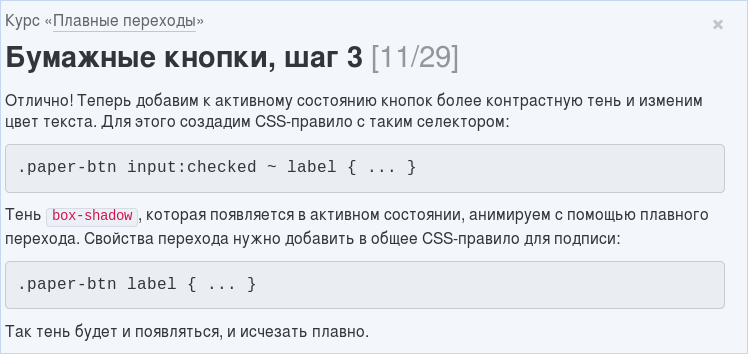 Курс «Плавные переходы»
×
Бумажные кнопки, шаг 3 [11/29]
Отлично! Теперь добавим к активному состоянию кнопок более контрастную тень и изменим
цвет текста. Для этого создадим CSS-правило с таким селектором:
.paper-btn input:checked ~ label { ... }
Тень box-shadow, которая появляется в активном состоянии, анимируем с помощью плавного
перехода. Свойства перехода нужно добавить в общее CSS-правило для подписи:
.paper-btn label { ... }
Так тень будет и появляться, и исчезать плавно.